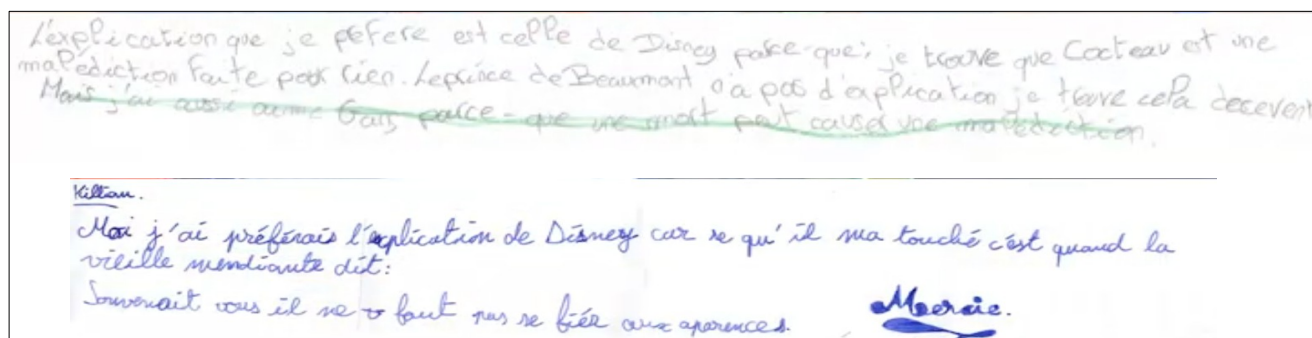 L'explication que je péfere est celle de Disney parce-que; je trouve que Cocteau est une
malédiction faite pour rien. Leprince de Beaumont n'a pas d'explication je trouve cela decevent
Mais j'ai aussi aimé Gans parce-que une mort peut causer une malédiction.
Killian.
Moi j'ai préférais l'explication de Disney car se qu'il ma touché c'est quand la
vieille mendiante dit:
Souvenait vous il ne faut pas se fiér aux aparences.